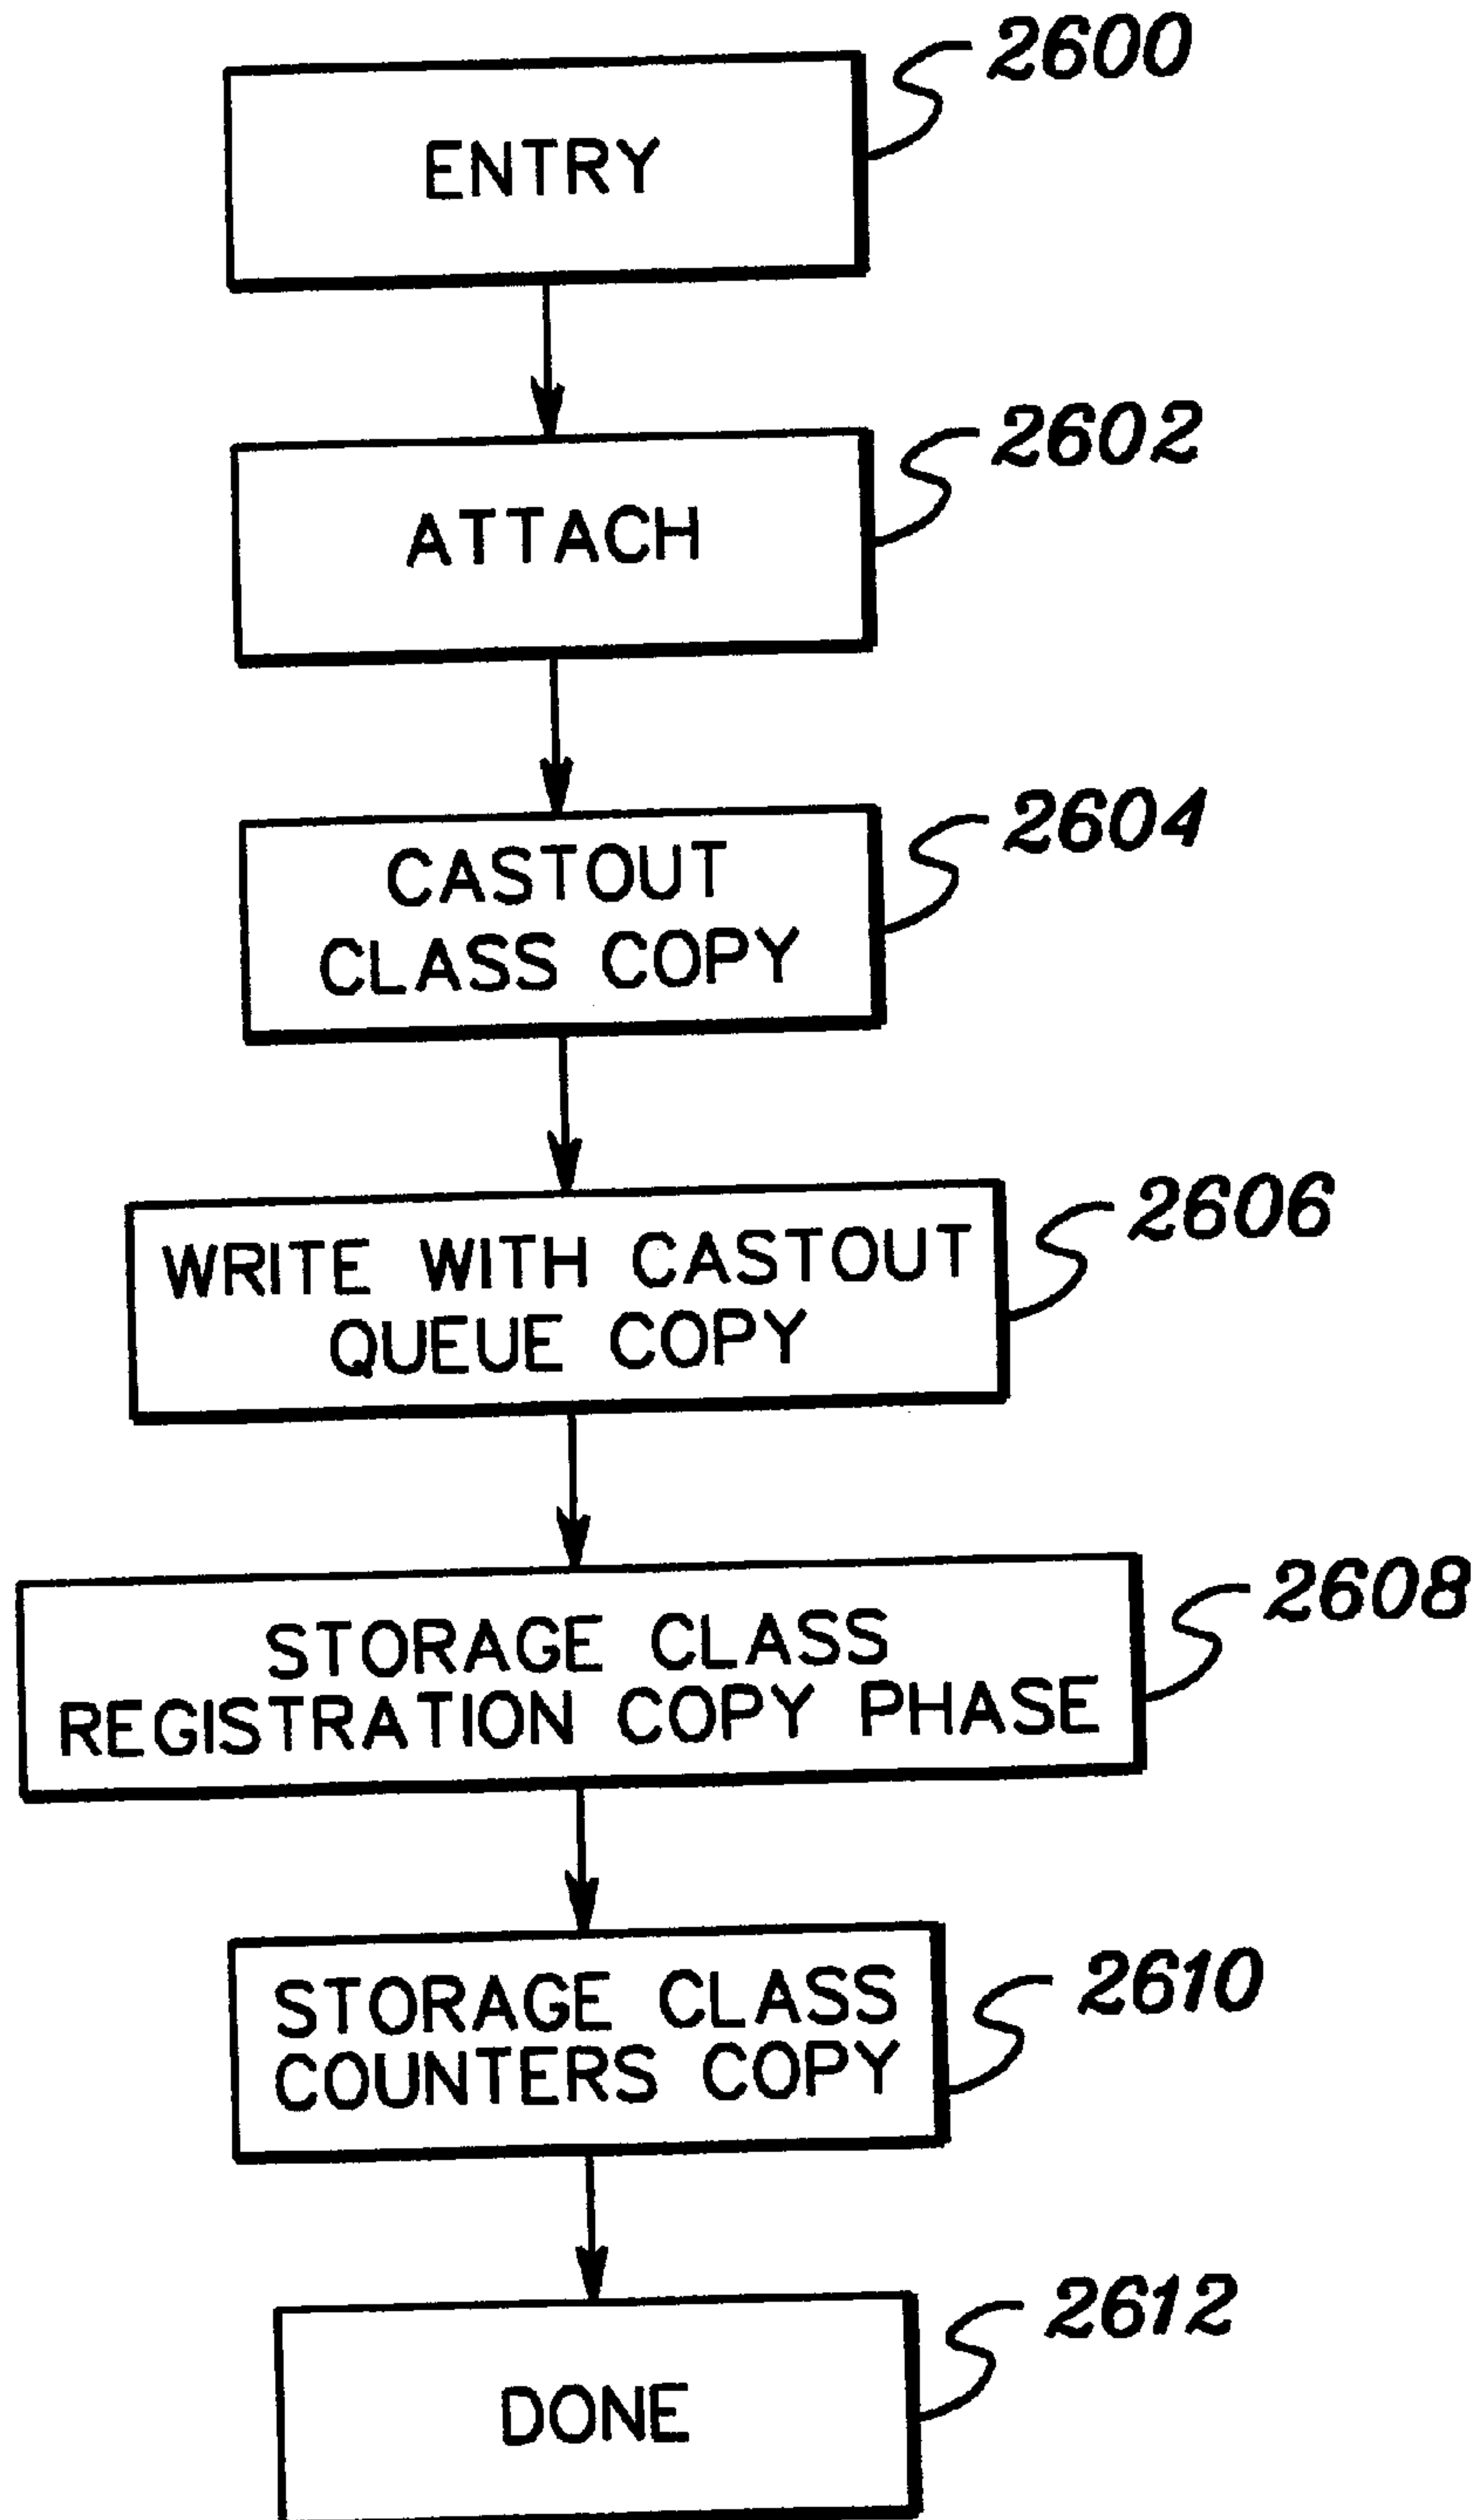 2600
ENTRY
2602
ATTACH
2604
CASTOUT
CLASS COPY
2606
WRITE WITH CASTOUT
QUEUE COPY
2608
STORAGE CLASS
REGISTRATION COPY PHASE
2610
STORAGE CLASS
COUNTERS COPY
2612
DONE